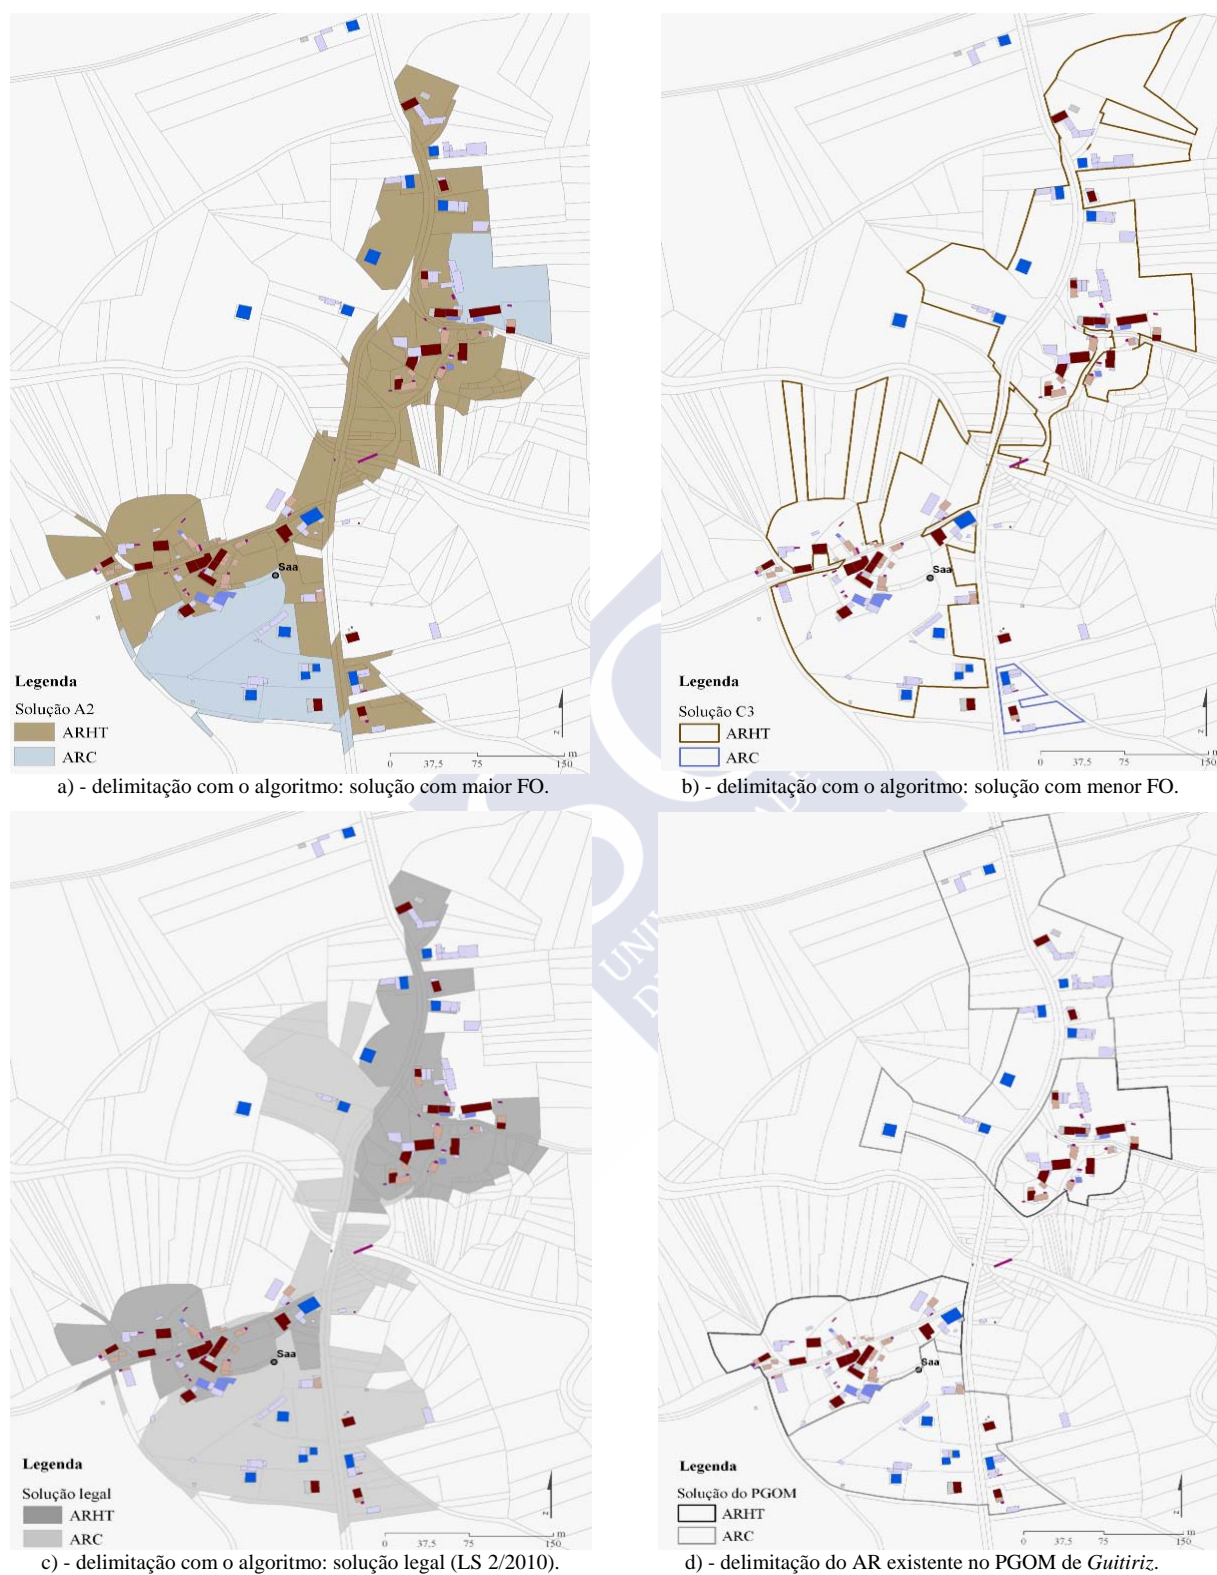 Saa
Legenda
Solução A2
ARHT
ARC
0 37,5 75 150 m
z
a) - delimitação com o algoritmo: solução com maior FO.
Saa
Legenda
Solução C3
ARHT
ARC
0 37,5 75 150 m
z
b) - delimitação com o algoritmo: solução com menor FO.
Saa
Legenda
Solução legal
ARHT
ARC
0 37,5 75 150 m
z
c) - delimitação com o algoritmo: solução legal (LS 2/2010).
Saa
Legenda
Solução do PGOM
ARHT
ARC
0 37,5 75 150 m
z
d) - delimitação do AR existente no PGOM de Guitiriz.